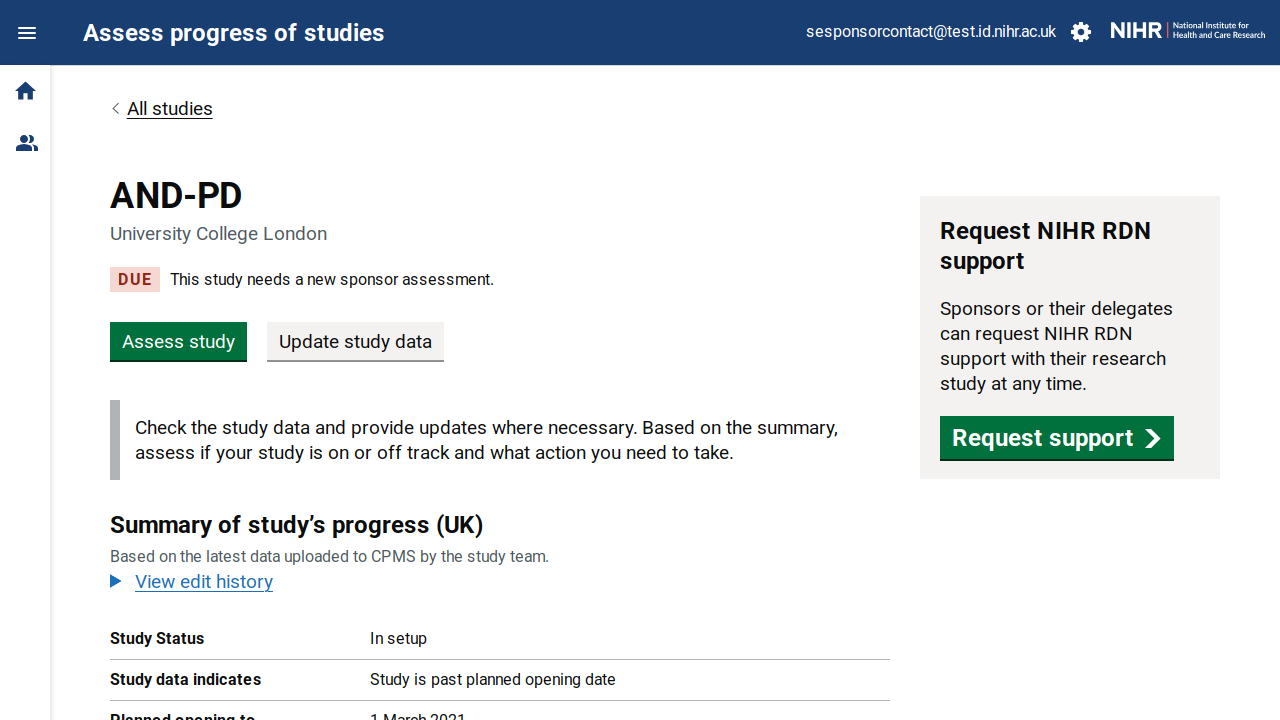 Assess progress of studies
sesponsorcontact@test.id.nihr.ac.uk
NIHR
National Institute for
Health and Care Research
All studies
AND-PD
University College London
DUE
This study needs a new sponsor assessment.
Assess study
Update study data
Check the study data and provide updates where necessary. Based on the summary,
assess if your study is on or off track and what action you need to take.
Summary of study’s progress (UK)
Based on the latest data uploaded to CPMS by the study team.
View edit history
Study Status
In setup
Study data indicates
Study is past planned opening date
Planned opening to
1 March 2021
Request NIHR RDN
support
Sponsors or their delegates
can request NIHR RDN
support with their research
study at any time.
Request support